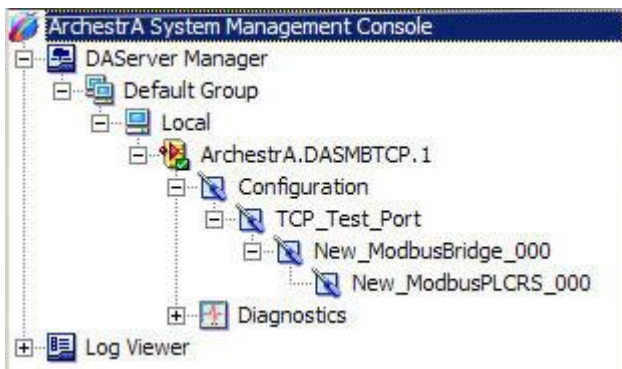 ArchestrA System Management Console
DAServer Manager
Default Group
Local
ArchestrA.DASMBTCP.1
Configuration
TCP_Test_Port
New_ModbusBridge_000
New_ModbusPLCRS_000
Diagnostics
Log Viewer